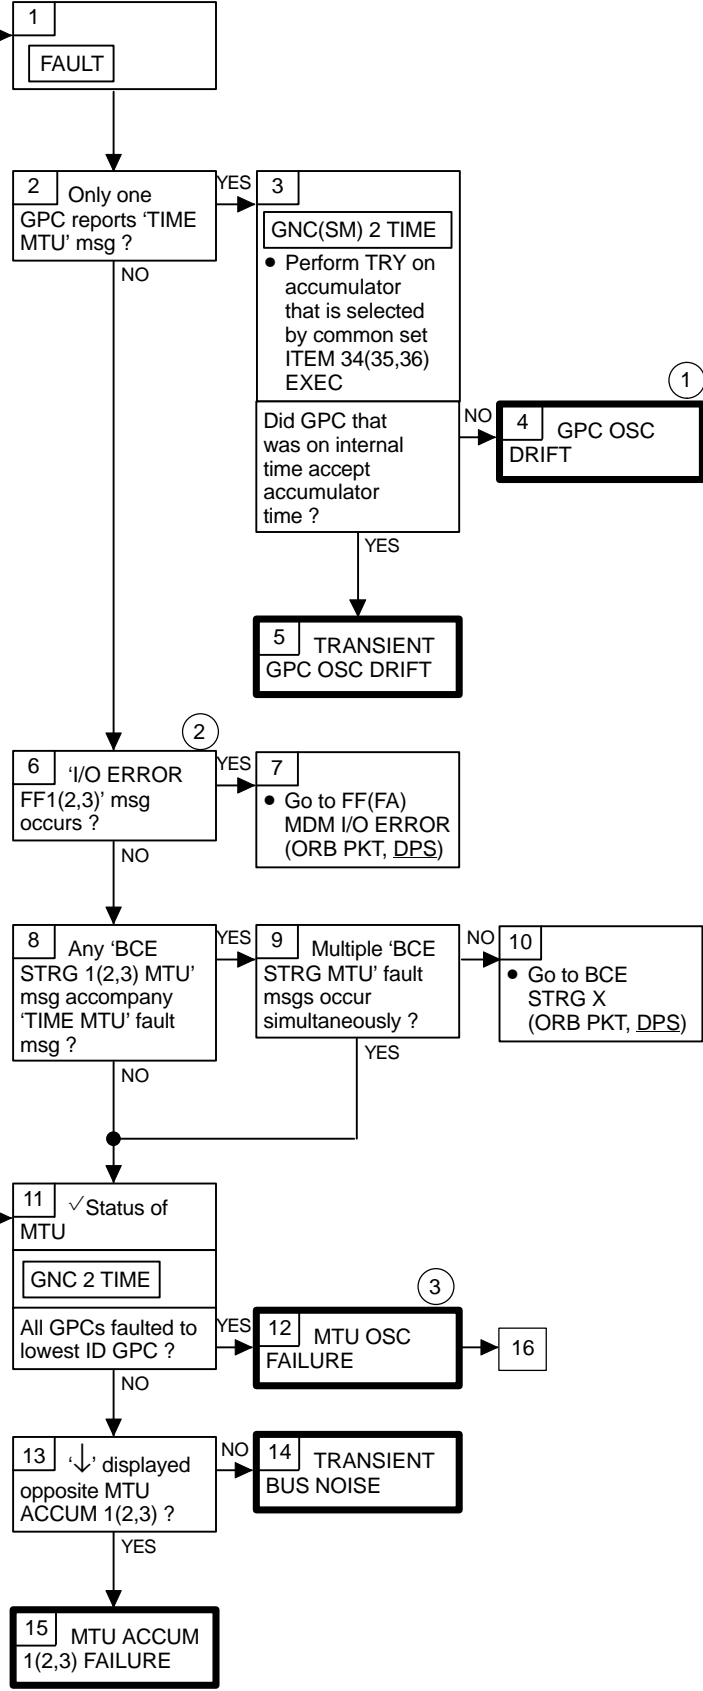 1
FAULT
2 Only one
GPC reports ‘TIME
MTU’ msg ?
YES
NO
3
GNC(SM) 2 TIME
• Perform TRY on
accumulator
that is selected
by common set
ITEM 34(35,36)
EXEC
Did GPC that
was on internal
time accept
accumulator
time ?
NO
YES
1
4 GPC OSC
DRIFT
5 TRANSIENT
GPC OSC DRIFT
2
6 ‘I/O ERROR
FF1(2,3)’ msg
occurs ?
YES
NO
7
• Go to FF(FA)
MDM I/O ERROR
(ORB PKT, DPS)
8 Any ‘BCE
STRG 1(2,3) MTU’
msg accompany
‘TIME MTU’ fault
msg ?
YES
NO
9 Multiple ‘BCE
STRG MTU’ fault
msgs occur
simultaneously ?
NO
YES
10
• Go to BCE
STRG X
(ORB PKT, DPS)
11 √Status of
MTU
GNC 2 TIME
All GPCs faulted to
lowest ID GPC ?
YES
NO
3
12 MTU OSC
FAILURE
16
13 ‘↓’ displayed
opposite MTU
ACCUM 1(2,3) ?
NO
YES
14 TRANSIENT
BUS NOISE
15 MTU ACCUM
1(2,3) FAILURE